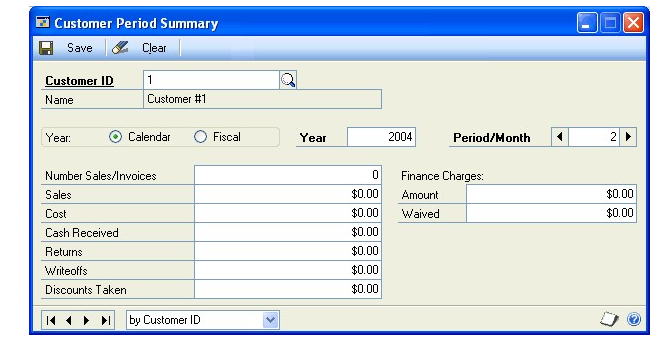 Customer Period Summary
Save Clear
Customer ID 1
Name Customer #1
Year: Calendar Fiscal Year 2004 Period/Month 2
Number Sales/Invoices 0 Finance Charges:
Sales $0.00 Amount $0.00
Cost $0.00 Waived $0.00
Cash Received $0.00
Returns $0.00
Writeoffs $0.00
Discounts Taken $0.00
by Customer ID